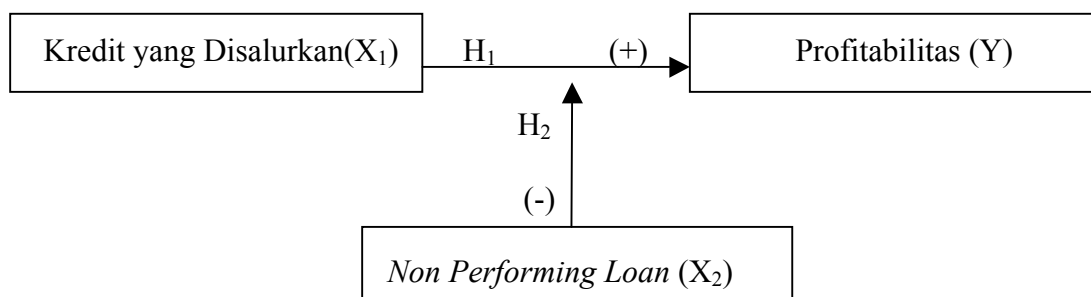 Kredit yang Disalurkan(X₁)
H₁ (+)
Profitabilitas (Y)
H₂
(-)
Non Performing Loan (X₂)